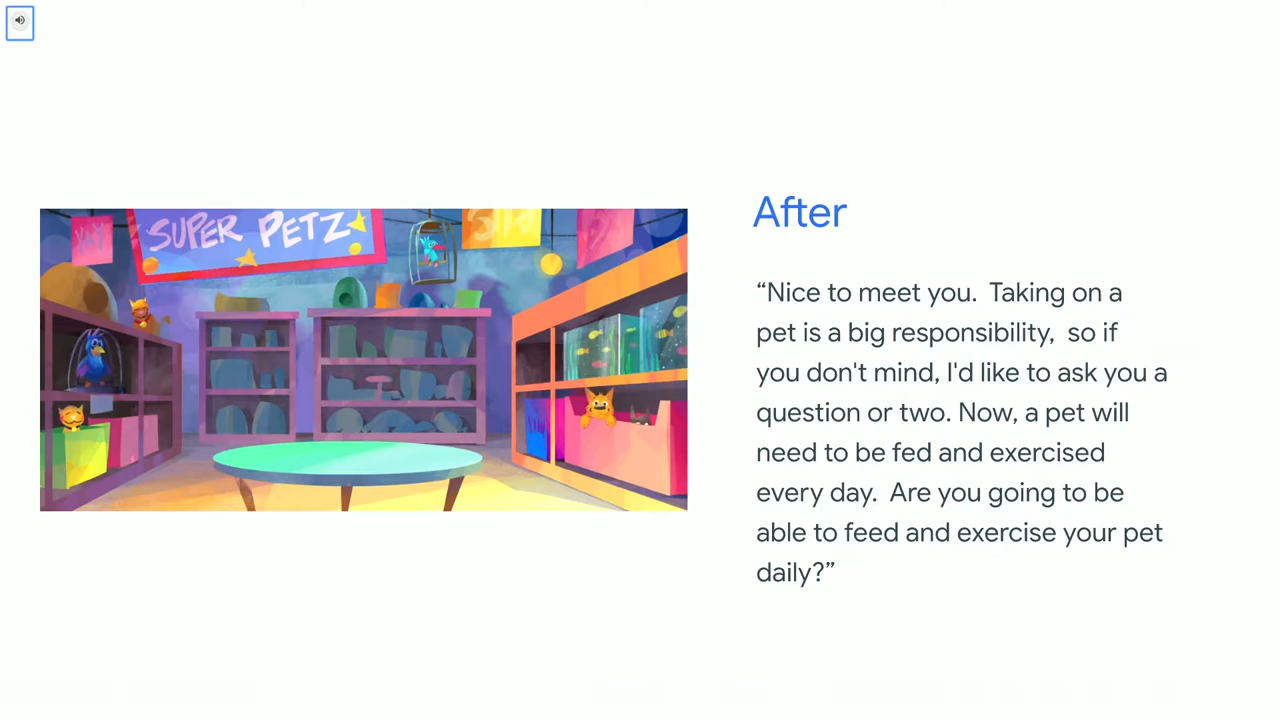 YAY
SUPER PETZ
After
“Nice to meet you.  Taking on a
pet is a big responsibility,  so if
you don't mind, I'd like to ask you a
question or two. Now, a pet will
need to be fed and exercised
every day.  Are you going to be
able to feed and exercise your pet
daily?”